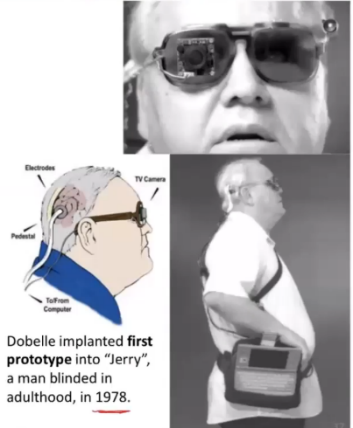 Electrodes
TV Camera
Pedestal
To/From
Computer
Dobelle implanted first
prototype into "Jerry",
a man blinded in
adulthood, in 1978.